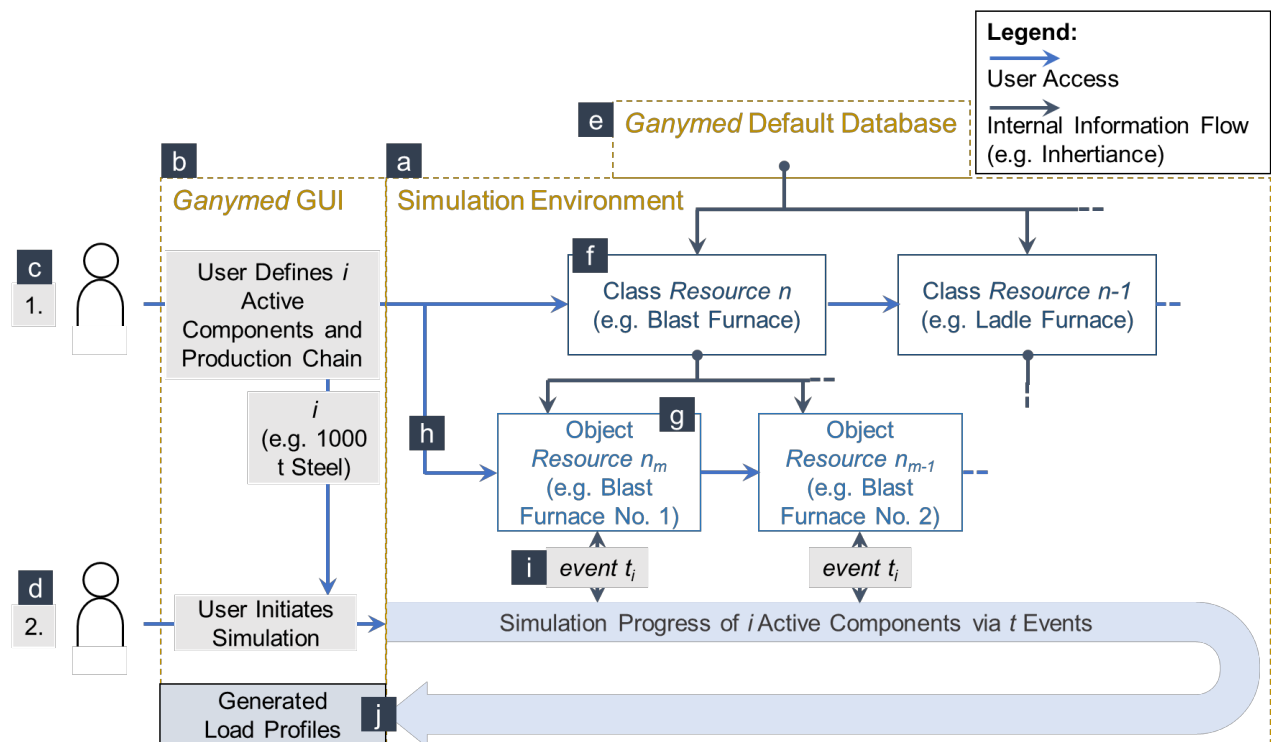 Legend:
User Access
Internal Information Flow
(e.g. Inhertiance)
e
Ganymed Default Database
b
a
Ganymed GUI
Simulation Environment
c
1.
User Defines i
Active
Components and
Production Chain
f
Class Resource n
(e.g. Blast Furnace)
Class Resource n-1
(e.g. Ladle Furnace)
i
(e.g. 1000
t Steel)
h
g
Object
Resource nm
(e.g. Blast
Furnace No. 1)
Object
Resource nm-1
(e.g. Blast
Furnace No. 2)
i
event ti
event ti
d
2.
User Initiates
Simulation
Simulation Progress of i Active Components via t Events
Generated
Load Profiles
j